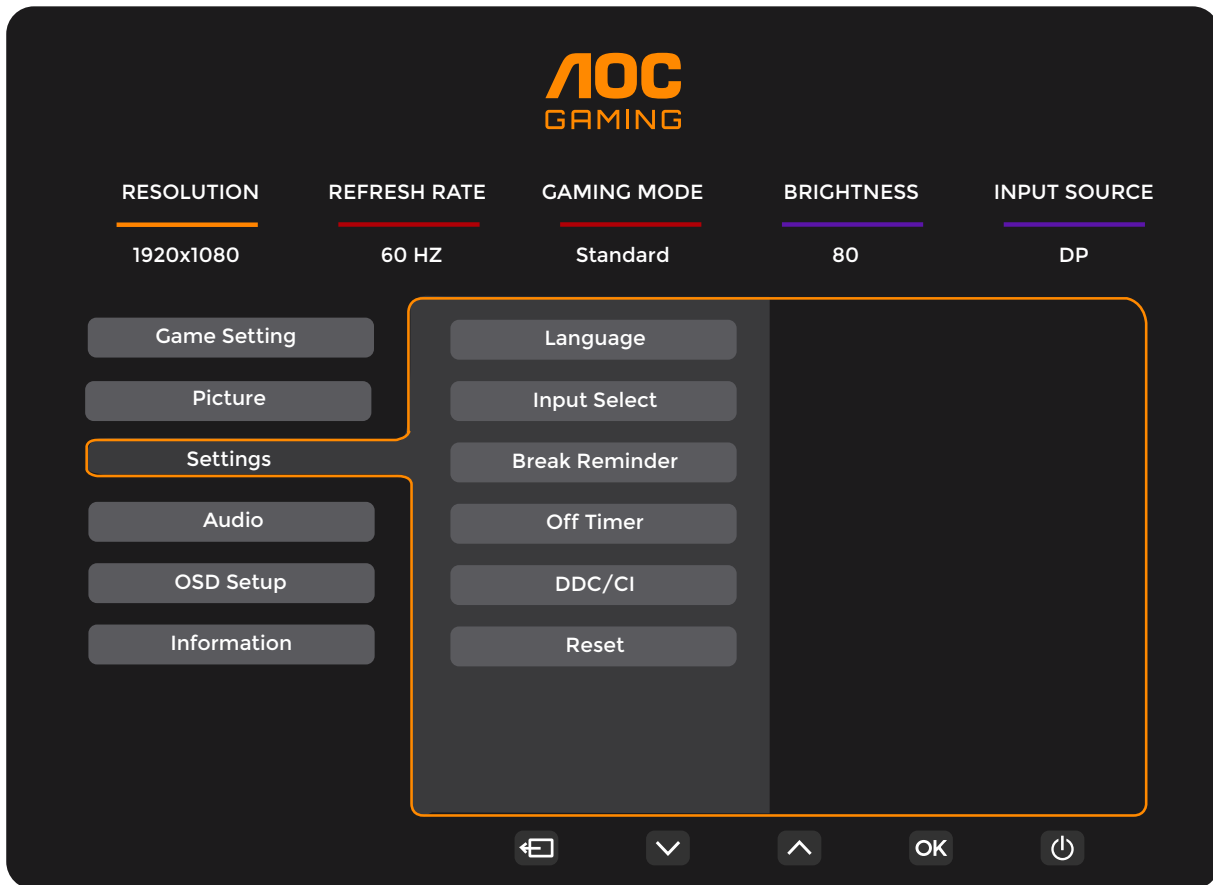 AOC
GAMING
RESOLUTION REFRESH RATE GAMING MODE BRIGHTNESS INPUT SOURCE
1920x1080 60 HZ Standard 80 DP
Game Setting
Picture
Settings
Audio
OSD Setup
Information
Language
Input Select
Break Reminder
Off Timer
DDC/CI
Reset
OK